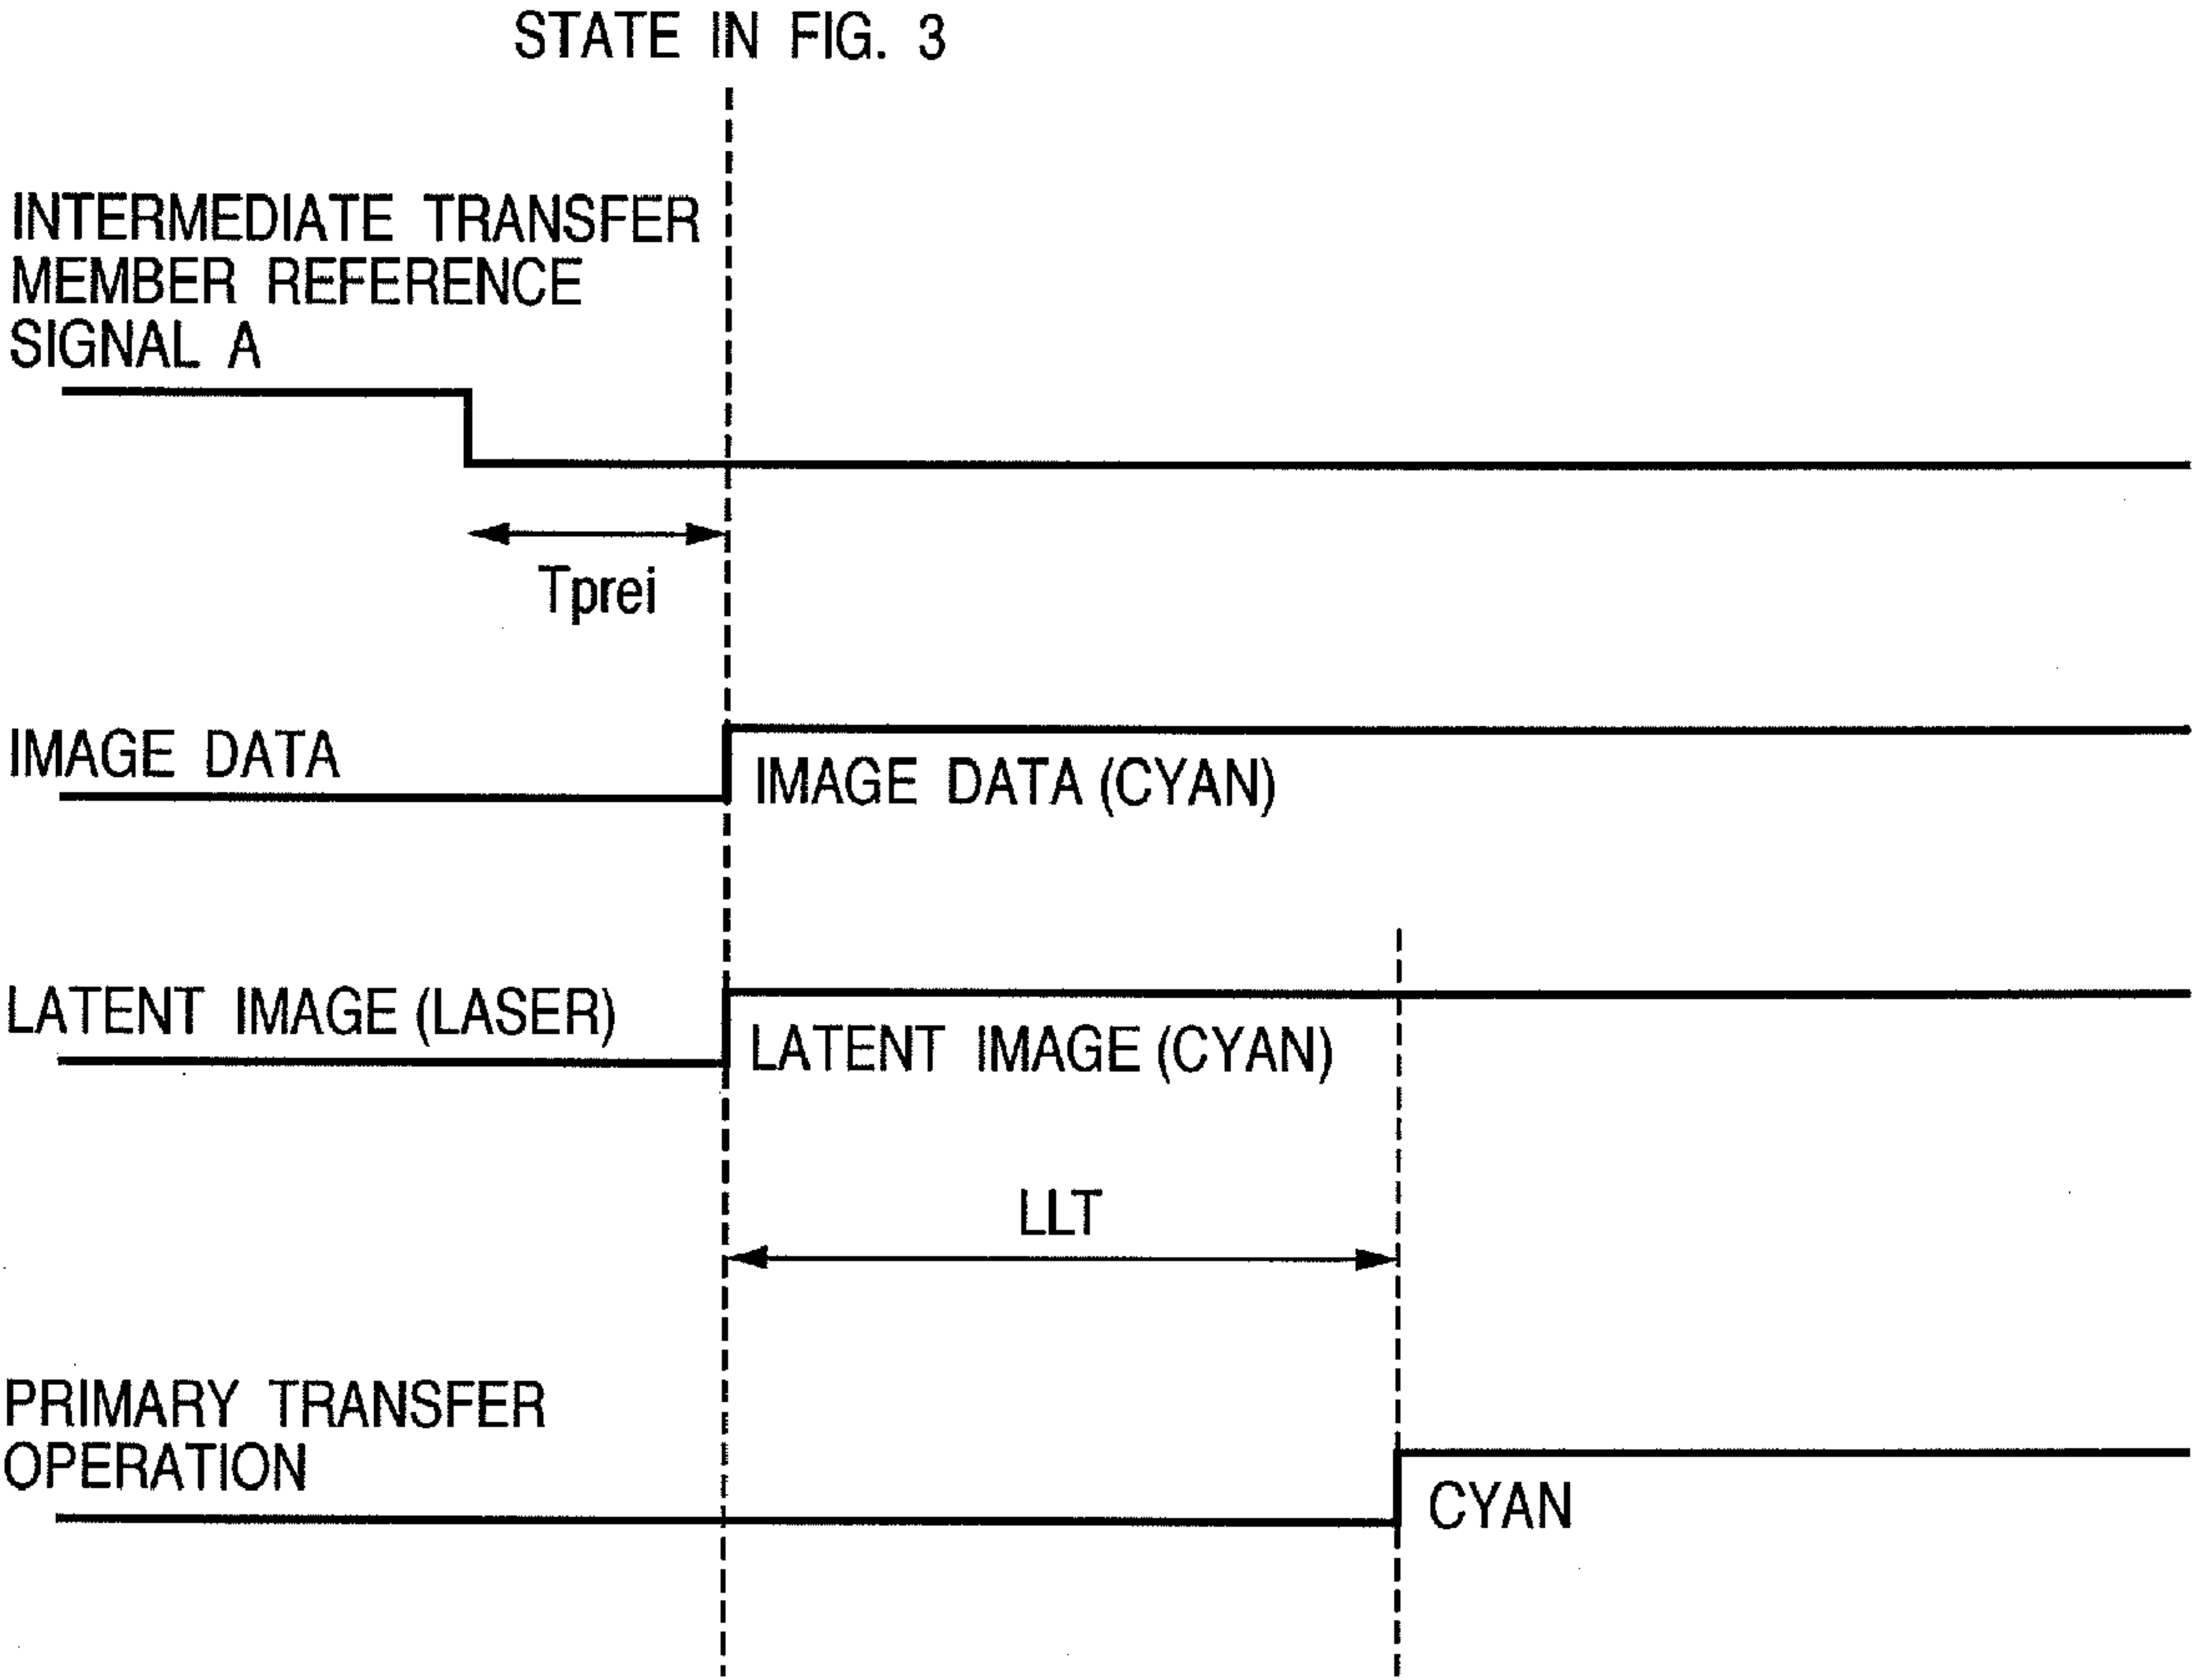 STATE IN FIG. 3
INTERMEDIATE TRANSFER
MEMBER REFERENCE
SIGNAL A
Tprei
IMAGE DATA
IMAGE DATA (CYAN)
LATENT IMAGE (LASER)
LATENT IMAGE (CYAN)
LLT
PRIMARY TRANSFER
OPERATION
CYAN